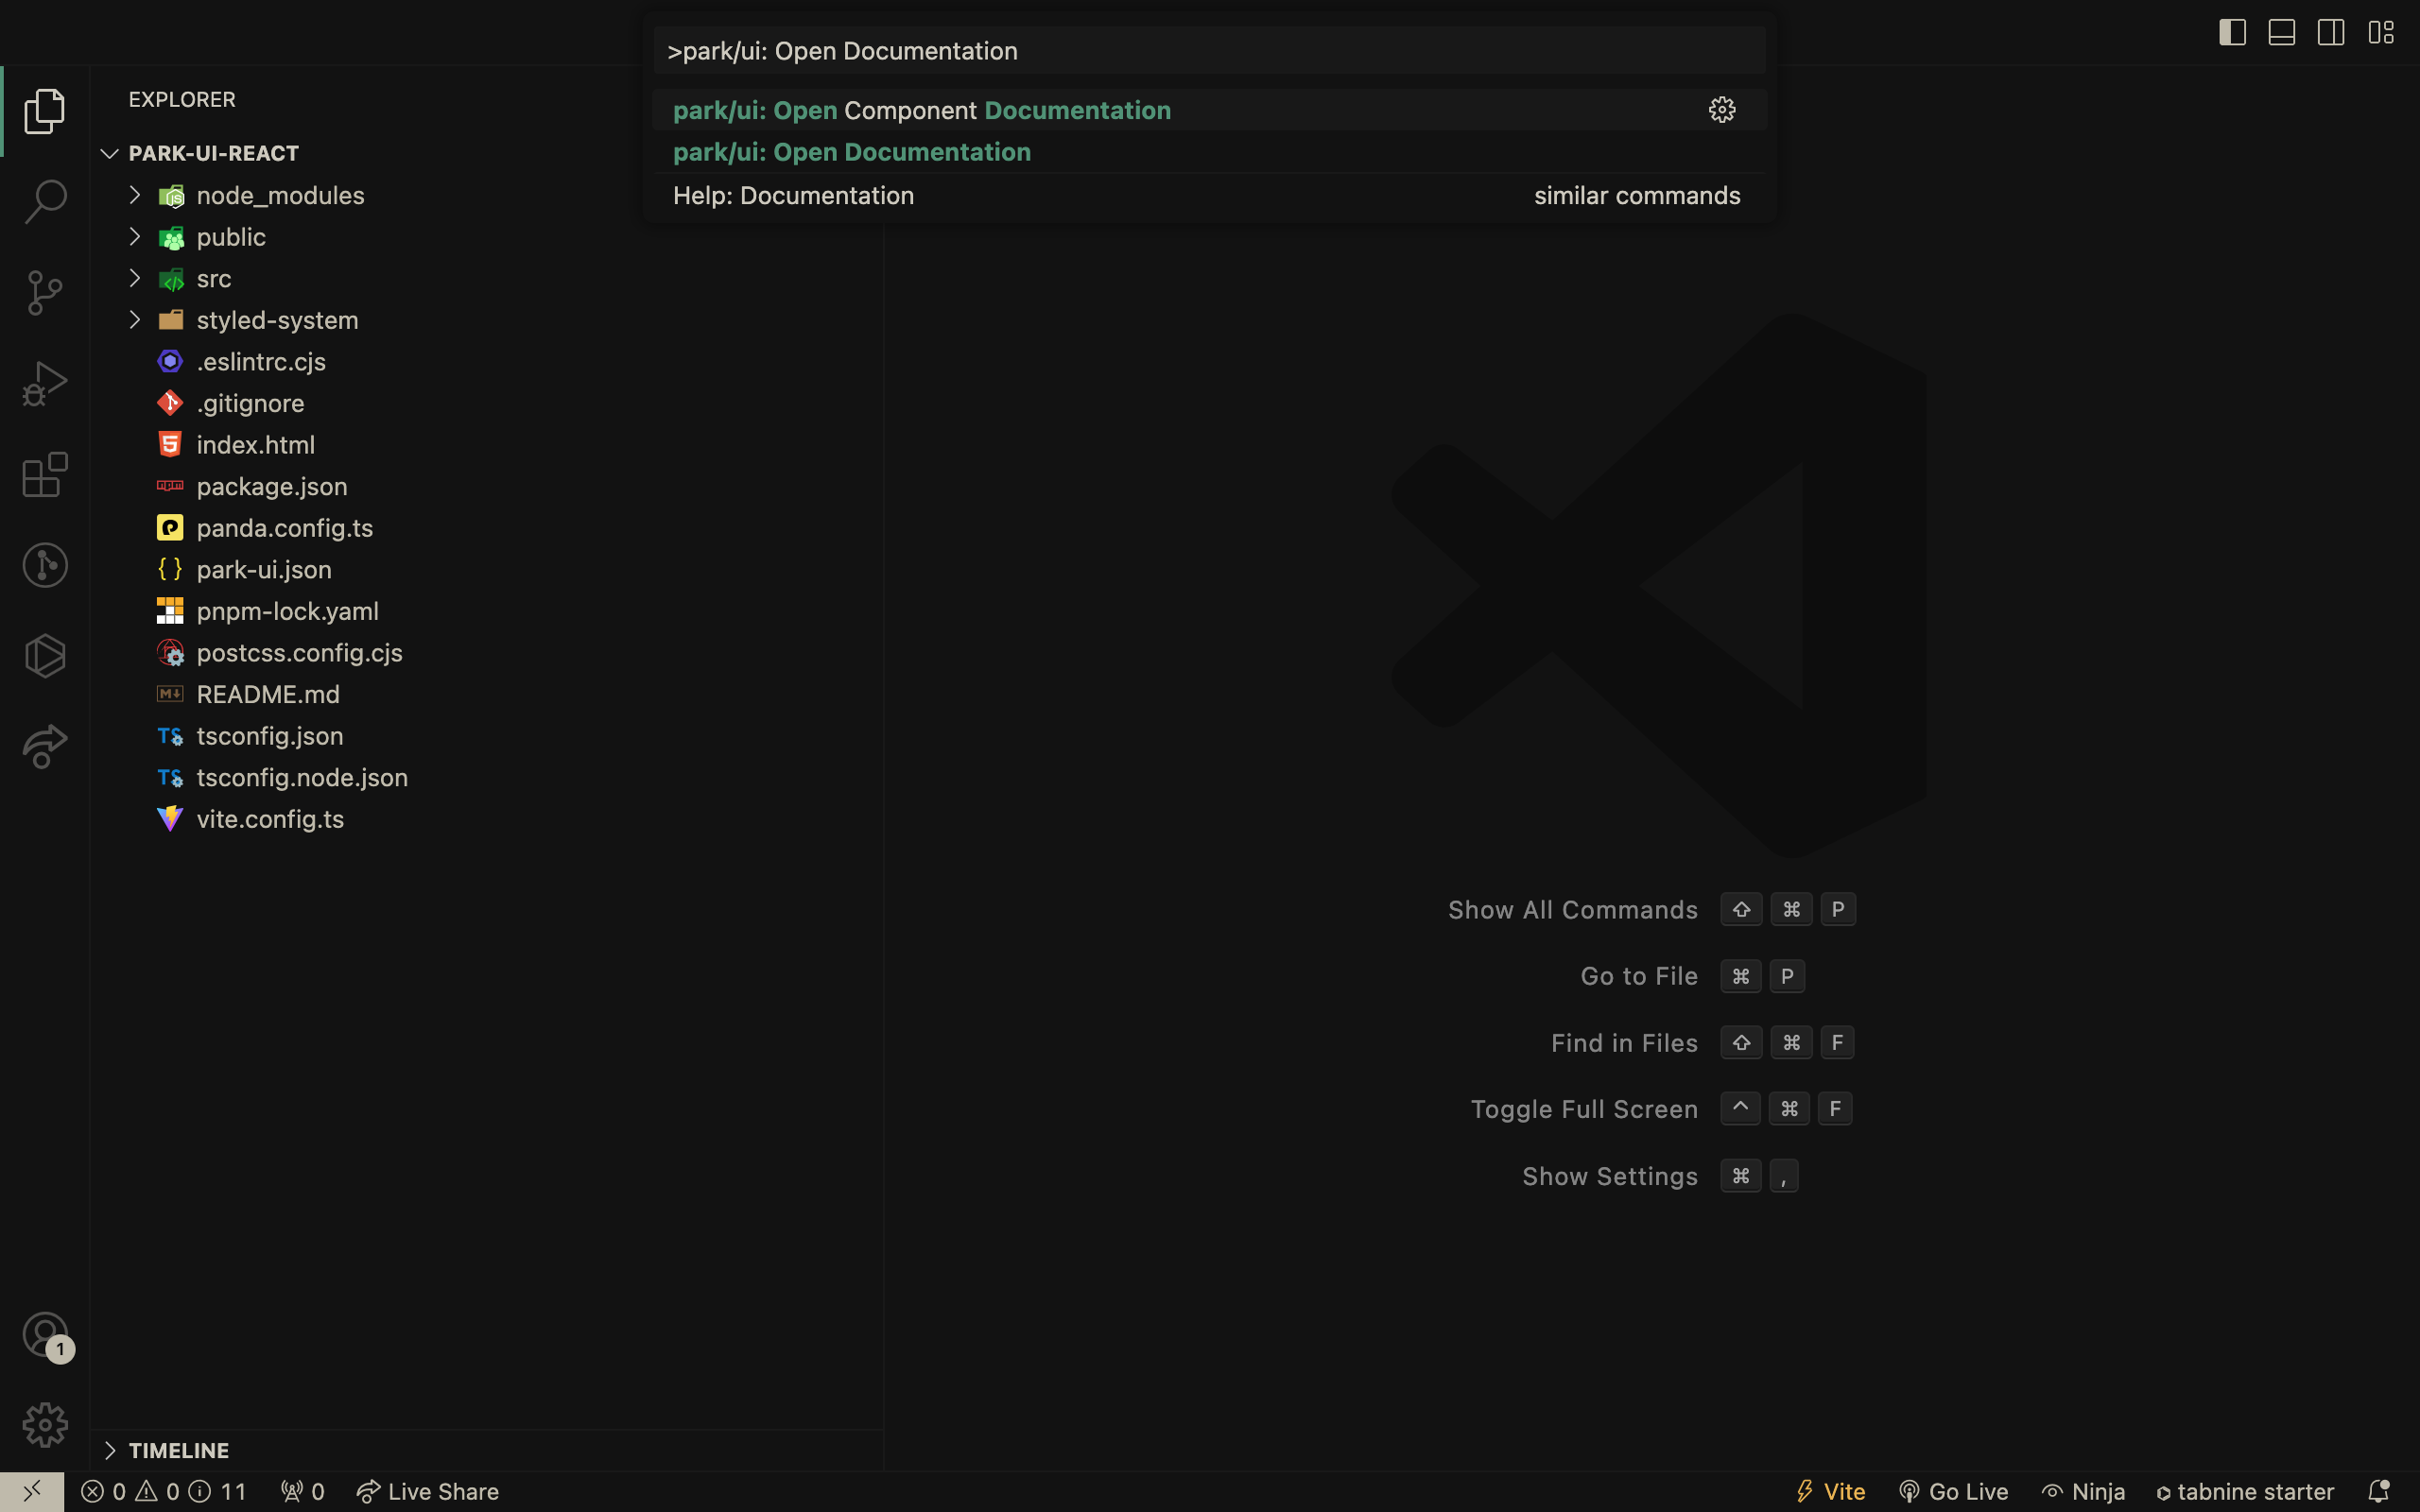 >park/ui: Open Documentation
park/ui: Open Component Documentation
park/ui: Open Documentation
Help: Documentation similar commands
EXPLORER
PARK-UI-REACT
node_modules
public
src
styled-system
.eslintrc.cjs
.gitignore
index.html
package.json
panda.config.ts
park-ui.json
pnpm-lock.yaml
postcss.config.cjs
README.md
tsconfig.json
tsconfig.node.json
vite.config.ts
Show All Commands ⇧ ⌘ P
Go to File ⌘ P
Find in Files ⇧ ⌘ F
Toggle Full Screen ^ ⌘ F
Show Settings ⌘ ,
1
TIMELINE
0 0 11 0 Live Share Vite Go Live Ninja tabnine starter